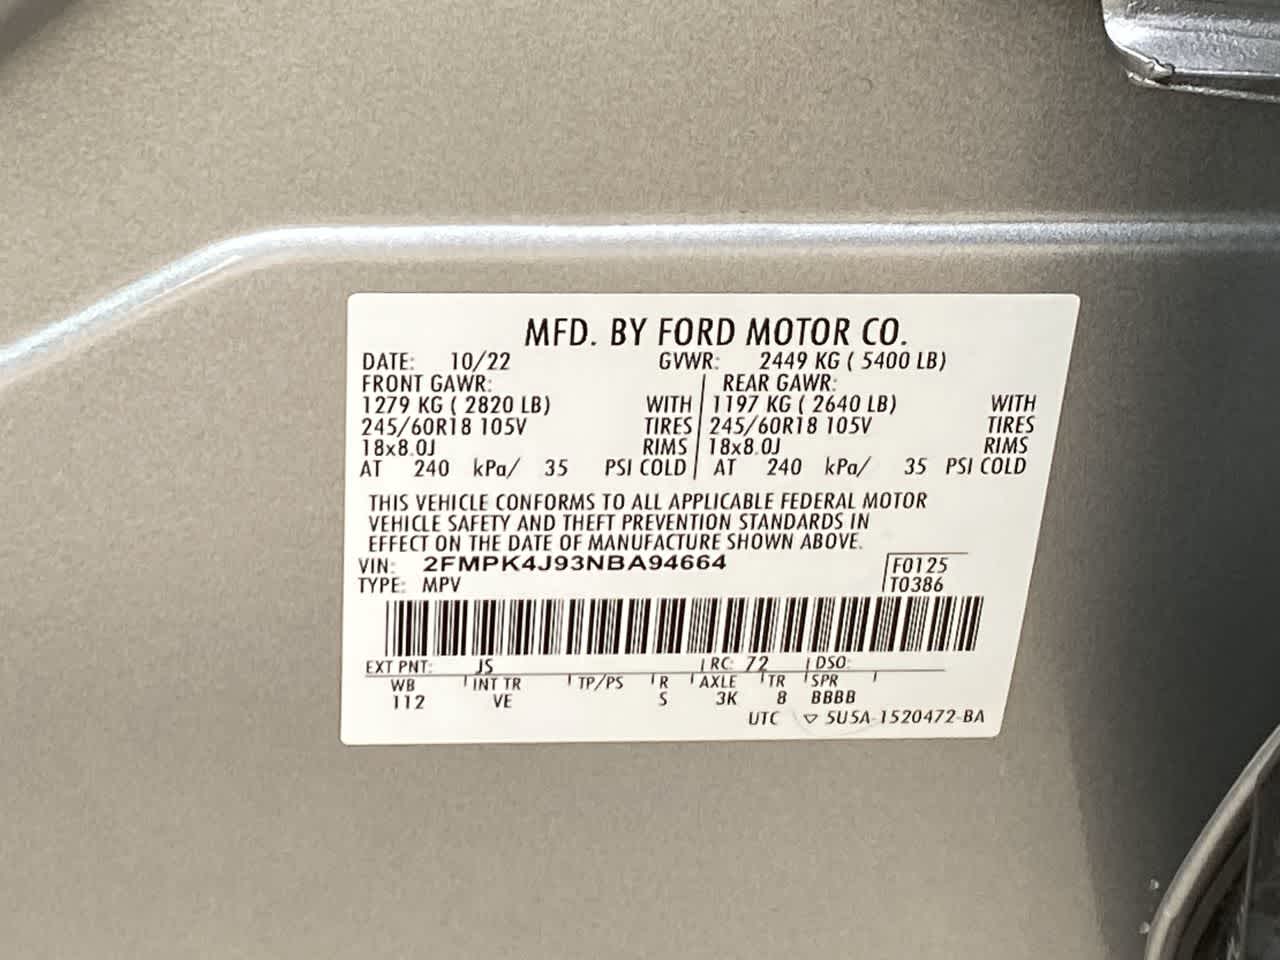 MFD. BY FORD MOTOR CO.
DATE: 10/22 GVWR: 2449 KG ( 5400 LB)
FRONT GAWR: REAR GAWR:
1279 KG ( 2820 LB) WITH 1197 KG ( 2640 LB) WITH
245/60R18 105V TIRES 245/60R18 105V TIRES
18x8.0J RIMS 18x8.0J RIMS
AT 240 kPa/ 35 PSI COLD AT 240 kPa/ 35 PSI COLD
THIS VEHICLE CONFORMS TO ALL APPLICABLE FEDERAL MOTOR
VEHICLE SAFETY AND THEFT PREVENTION STANDARDS IN
EFFECT ON THE DATE OF MANUFACTURE SHOWN ABOVE.
VIN: 2FMPK4J93NBA94664 F0125
TYPE: MPV T0386
EXT PNT: JS RC: 72 DSO:
WB INT TR TP/PS R AXLE TR SPR
112 VE S 3K 8 BBBB
UTC ▽ 5U5A-1520472-BA